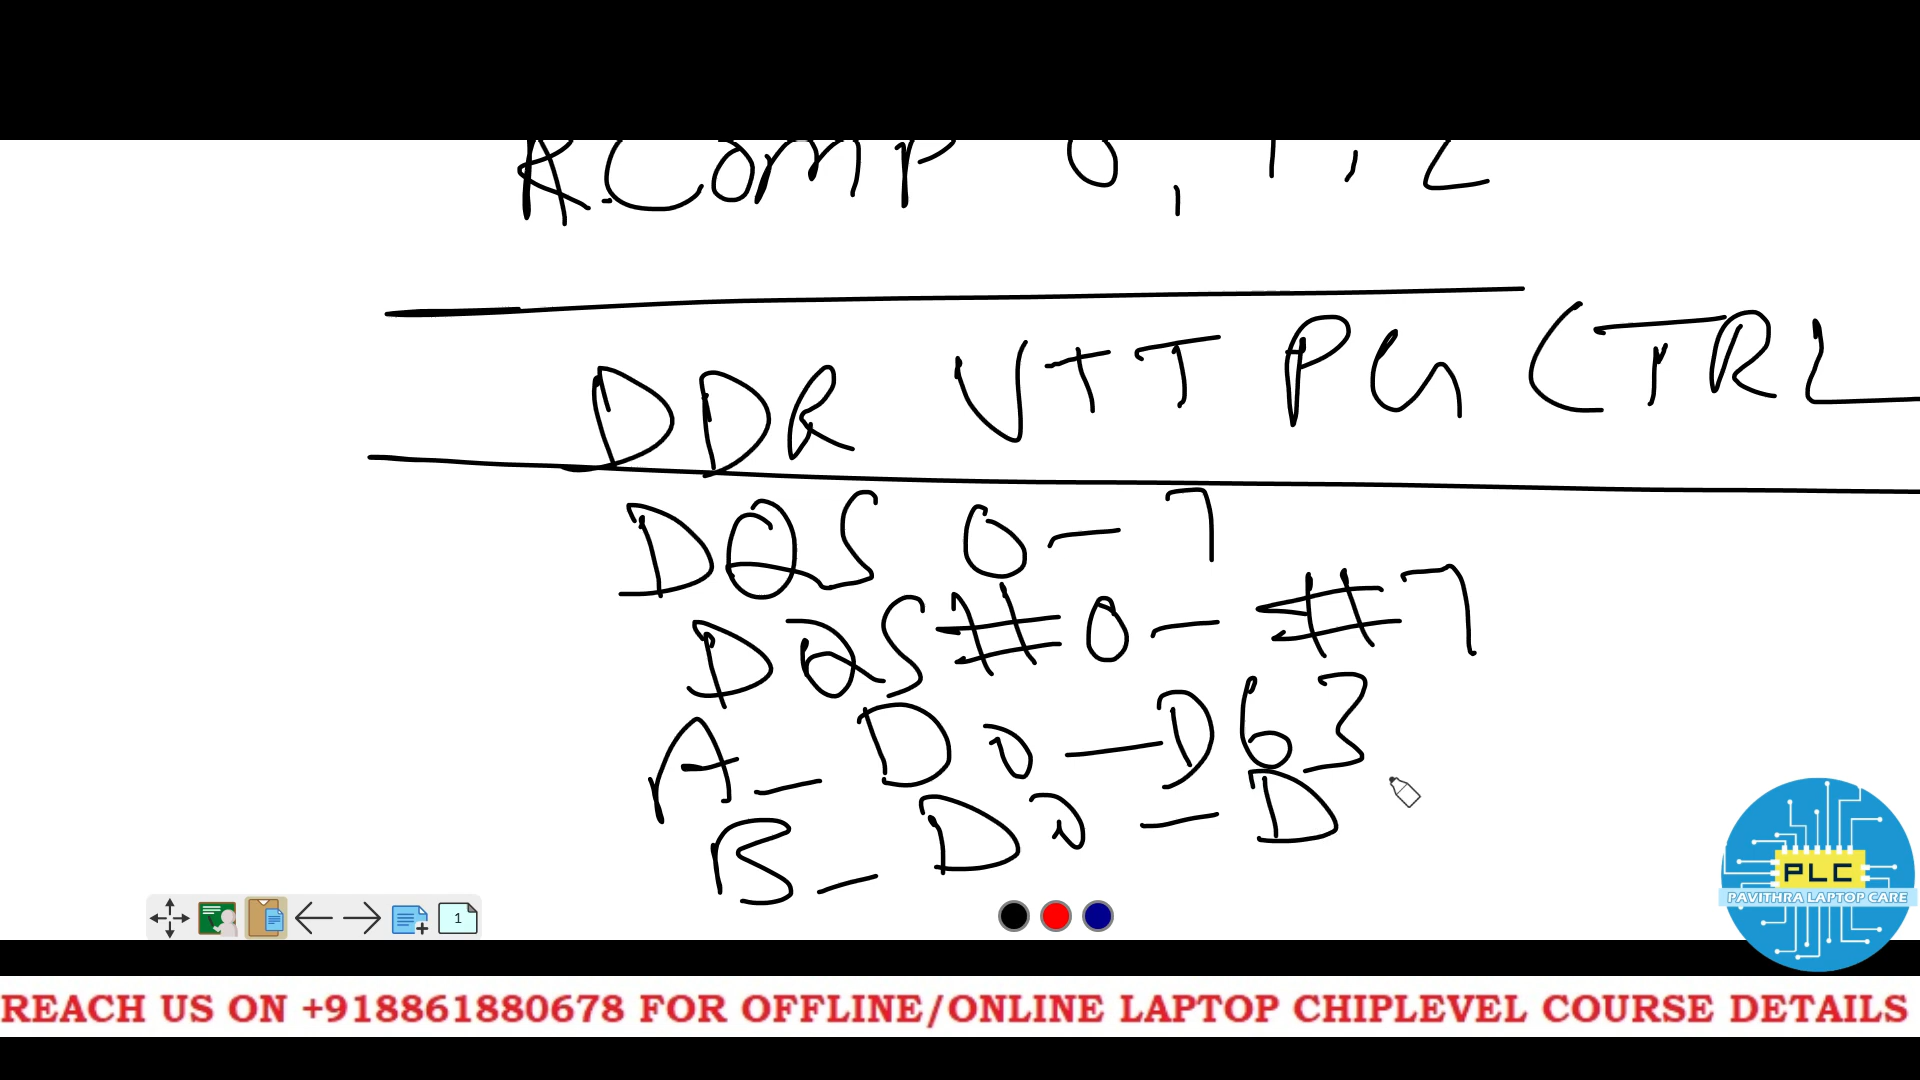 RCOMP 0, 1, 2
DDR VTT PG CTRL
DQS 0-7
DQS#0-#7
A_D0-D63
B_D0-D
1
PLC
PAVITHRA LAPTOP CARE
REACH US ON +918861880678 FOR OFFLINE/ONLINE LAPTOP CHIPLEVEL COURSE DETAILS